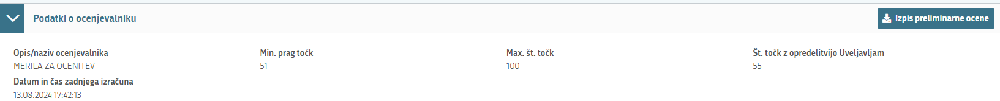 Podatki o ocenjevalniku
Izpis preliminarne ocene
Opis/naziv ocenjevalnika
MERILA ZA OCENITEV
Min. prag točk
51
Max. št. točk
100
Št. točk z opredelitvijo Uveljavljam
55
Datum in čas zadnjega izračuna
13.08.2024 17:42:13